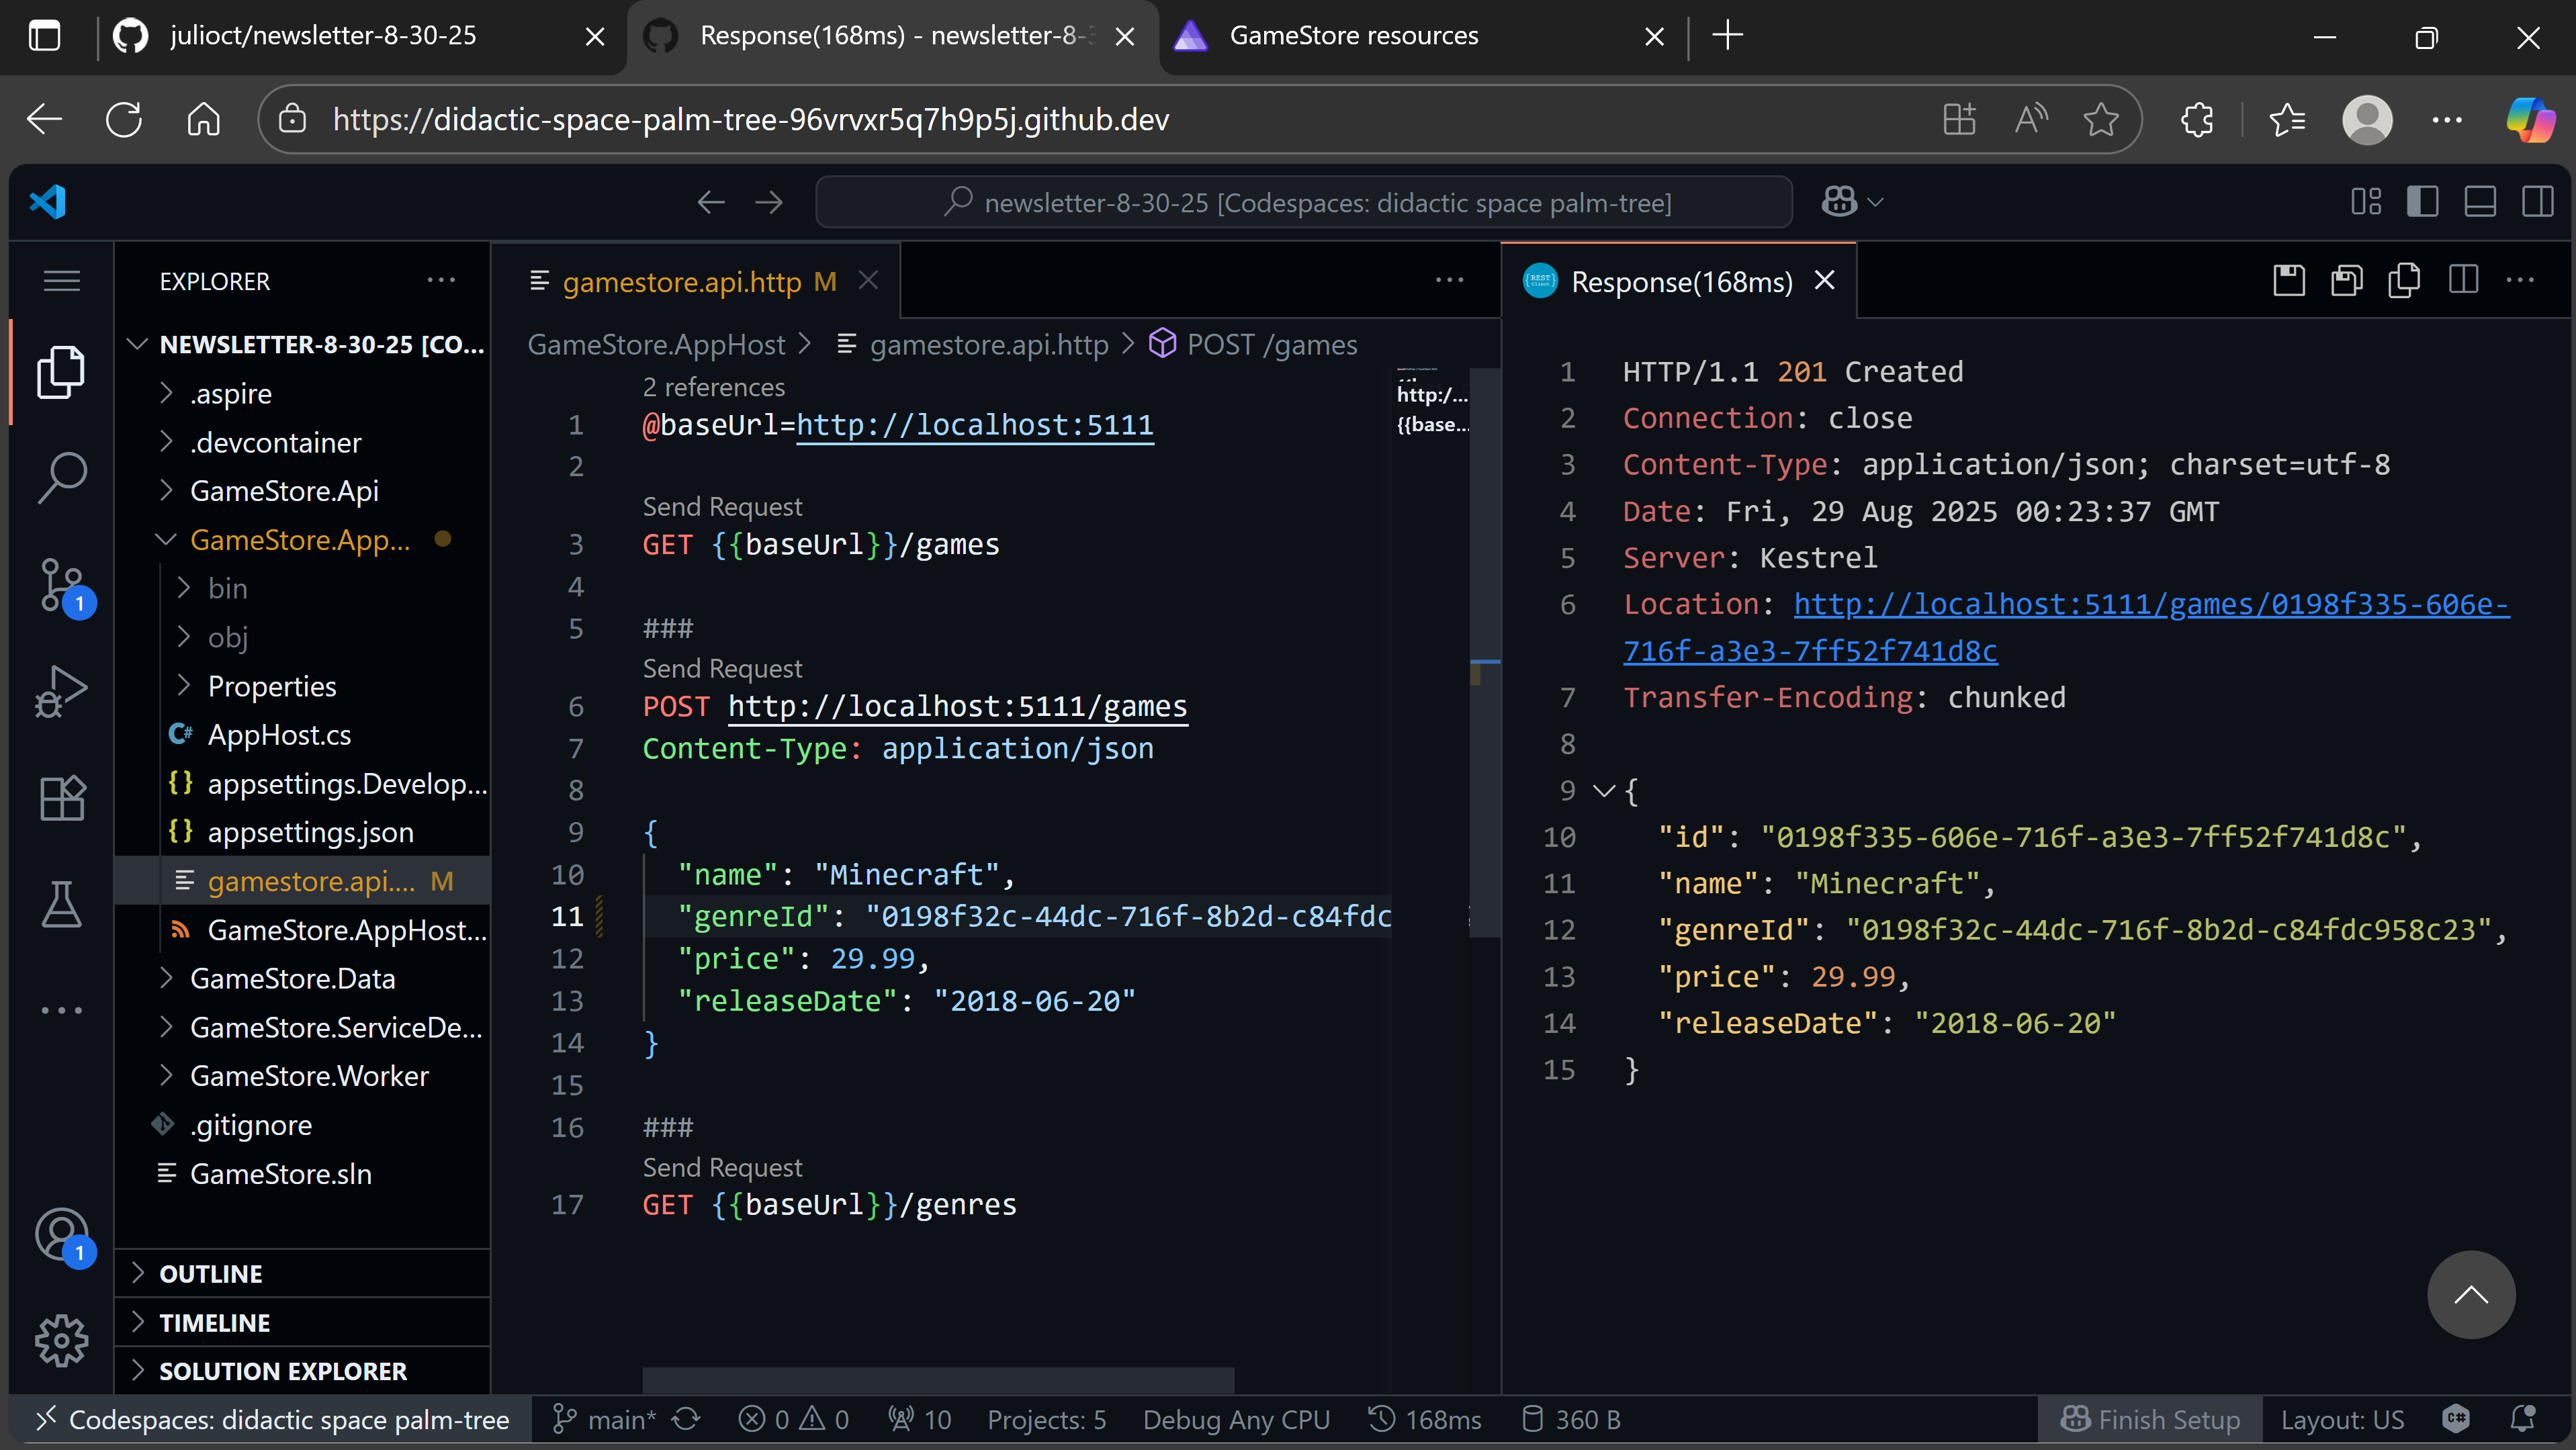 julioct/newsletter-8-30-25
Response(168ms) - newsletter-8-3
GameStore resources
https://didactic-space-palm-tree-96vrvxr5q7h9p5j.github.dev
newsletter-8-30-25 [Codespaces: didactic space palm-tree]
EXPLORER
NEWSLETTER-8-30-25 [CO...
.aspire
.devcontainer
GameStore.Api
GameStore.App...
bin
obj
Properties
AppHost.cs
appsettings.Develop...
appsettings.json
gamestore.api.... M
GameStore.AppHost...
GameStore.Data
GameStore.ServiceDe...
GameStore.Worker
.gitignore
GameStore.sln
OUTLINE
TIMELINE
SOLUTION EXPLORER
1
1
gamestore.api.http M
GameStore.AppHost > gamestore.api.http > POST /games
2 references
1 @baseUrl=http://localhost:5111
2
Send Request
3 GET {{baseUrl}}/games
4
5 ###
Send Request
6 POST http://localhost:5111/games
7 Content-Type: application/json
8
9 {
10 "name": "Minecraft",
11 "genreId": "0198f32c-44dc-716f-8b2d-c84fdc
12 "price": 29.99,
13 "releaseDate": "2018-06-20"
14 }
15
16 ###
Send Request
17 GET {{baseUrl}}/genres
http:/...
{{base...
REST
Client
Response(168ms)
1 HTTP/1.1 201 Created
2 Connection: close
3 Content-Type: application/json; charset=utf-8
4 Date: Fri, 29 Aug 2025 00:23:37 GMT
5 Server: Kestrel
6 Location: http://localhost:5111/games/0198f335-606e-
716f-a3e3-7ff52f741d8c
7 Transfer-Encoding: chunked
8
9 {
10 "id": "0198f335-606e-716f-a3e3-7ff52f741d8c",
11 "name": "Minecraft",
12 "genreId": "0198f32c-44dc-716f-8b2d-c84fdc958c23",
13 "price": 29.99,
14 "releaseDate": "2018-06-20"
15 }
Codespaces: didactic space palm-tree
main*
0
0
10
Projects: 5
Debug Any CPU
168ms
360 B
Finish Setup
Layout: US
C#